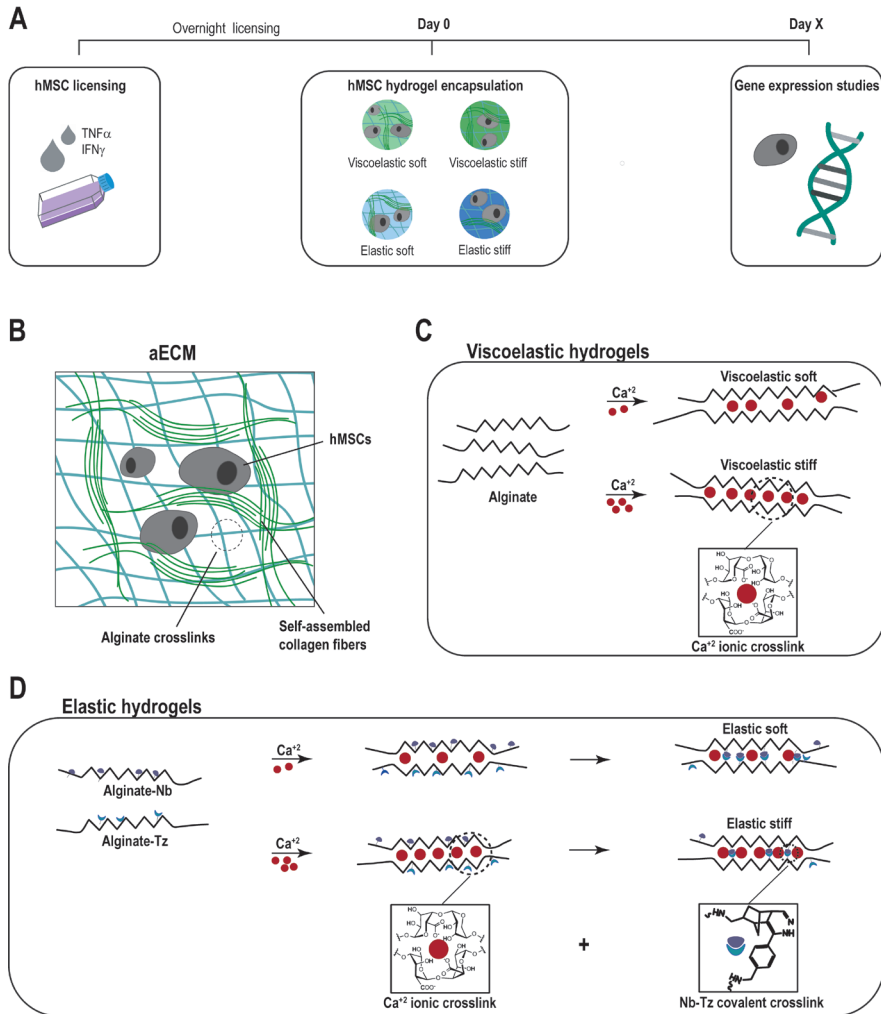 A
Overnight licensing
Day 0
Day X
hMSC licensing
TNFα
IFNγ
hMSC hydrogel encapsulation
Viscoelastic soft
Viscoelastic stiff
Elastic soft
Elastic stiff
Gene expression studies
B
aECM
hMSCs
Alginate crosslinks
Self-assembled
collagen fibers
C
Viscoelastic hydrogels
Alginate
Ca+2
Viscoelastic soft
Ca+2
Viscoelastic stiff
Ca+2 ionic crosslink
D
Elastic hydrogels
Alginate-Nb
Alginate-Tz
Ca+2
Elastic soft
Ca+2
Elastic stiff
Ca+2 ionic crosslink
+
HN
N
NH
HN
Nb-Tz covalent crosslink